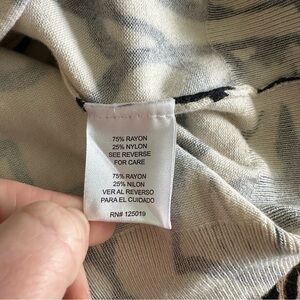 75% RAYON
25% NYLON
SEE REVERSE
FOR CARE
75% RAYON
25% NILON
VER AL REVERSO
PARA EL CUIDADO
RN# 125019